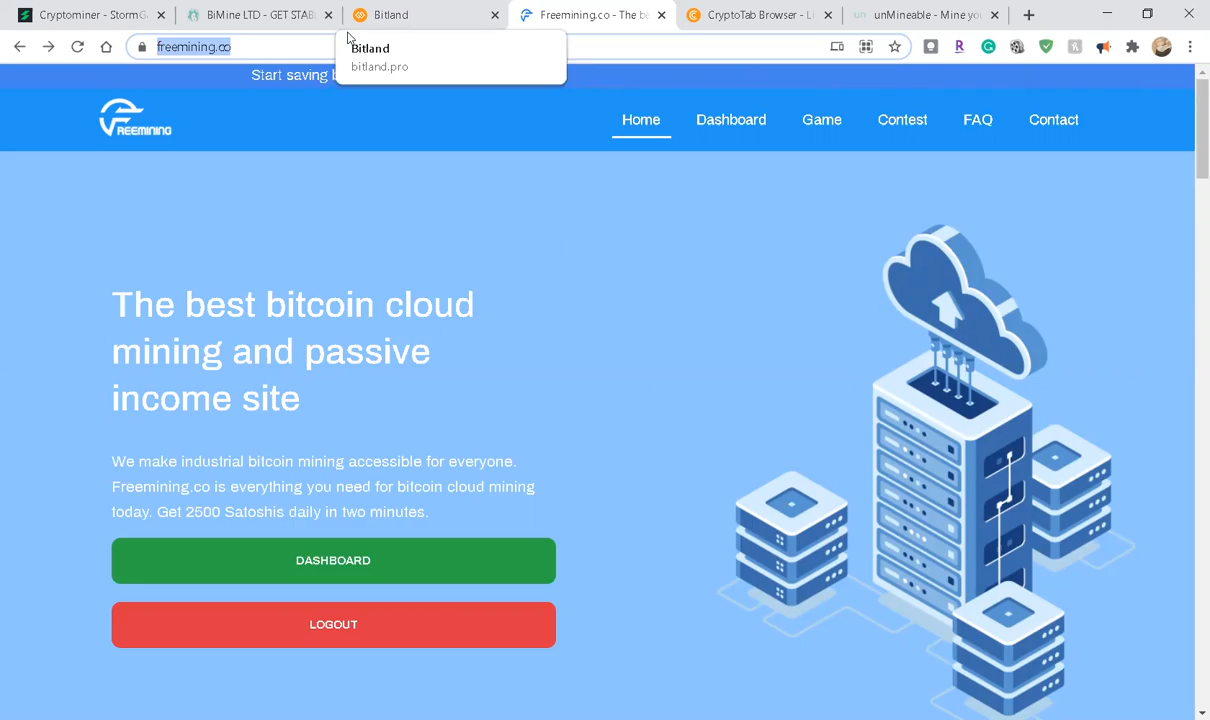 Cryptominer - StormG
BiMine LTD - GET STABL
Bitland
Freemining.co - The be
CryptoTab Browser - Li
unMineable - Mine you
freemining.co
Bitland
bitland.pro
Start saving b
FREEMINING
Home
Dashboard
Game
Contest
FAQ
Contact
The best bitcoin cloud
mining and passive
income site
We make industrial bitcoin mining accessible for everyone.
Freemining.co is everything you need for bitcoin cloud mining
today. Get 2500 Satoshis daily in two minutes.
DASHBOARD
LOGOUT